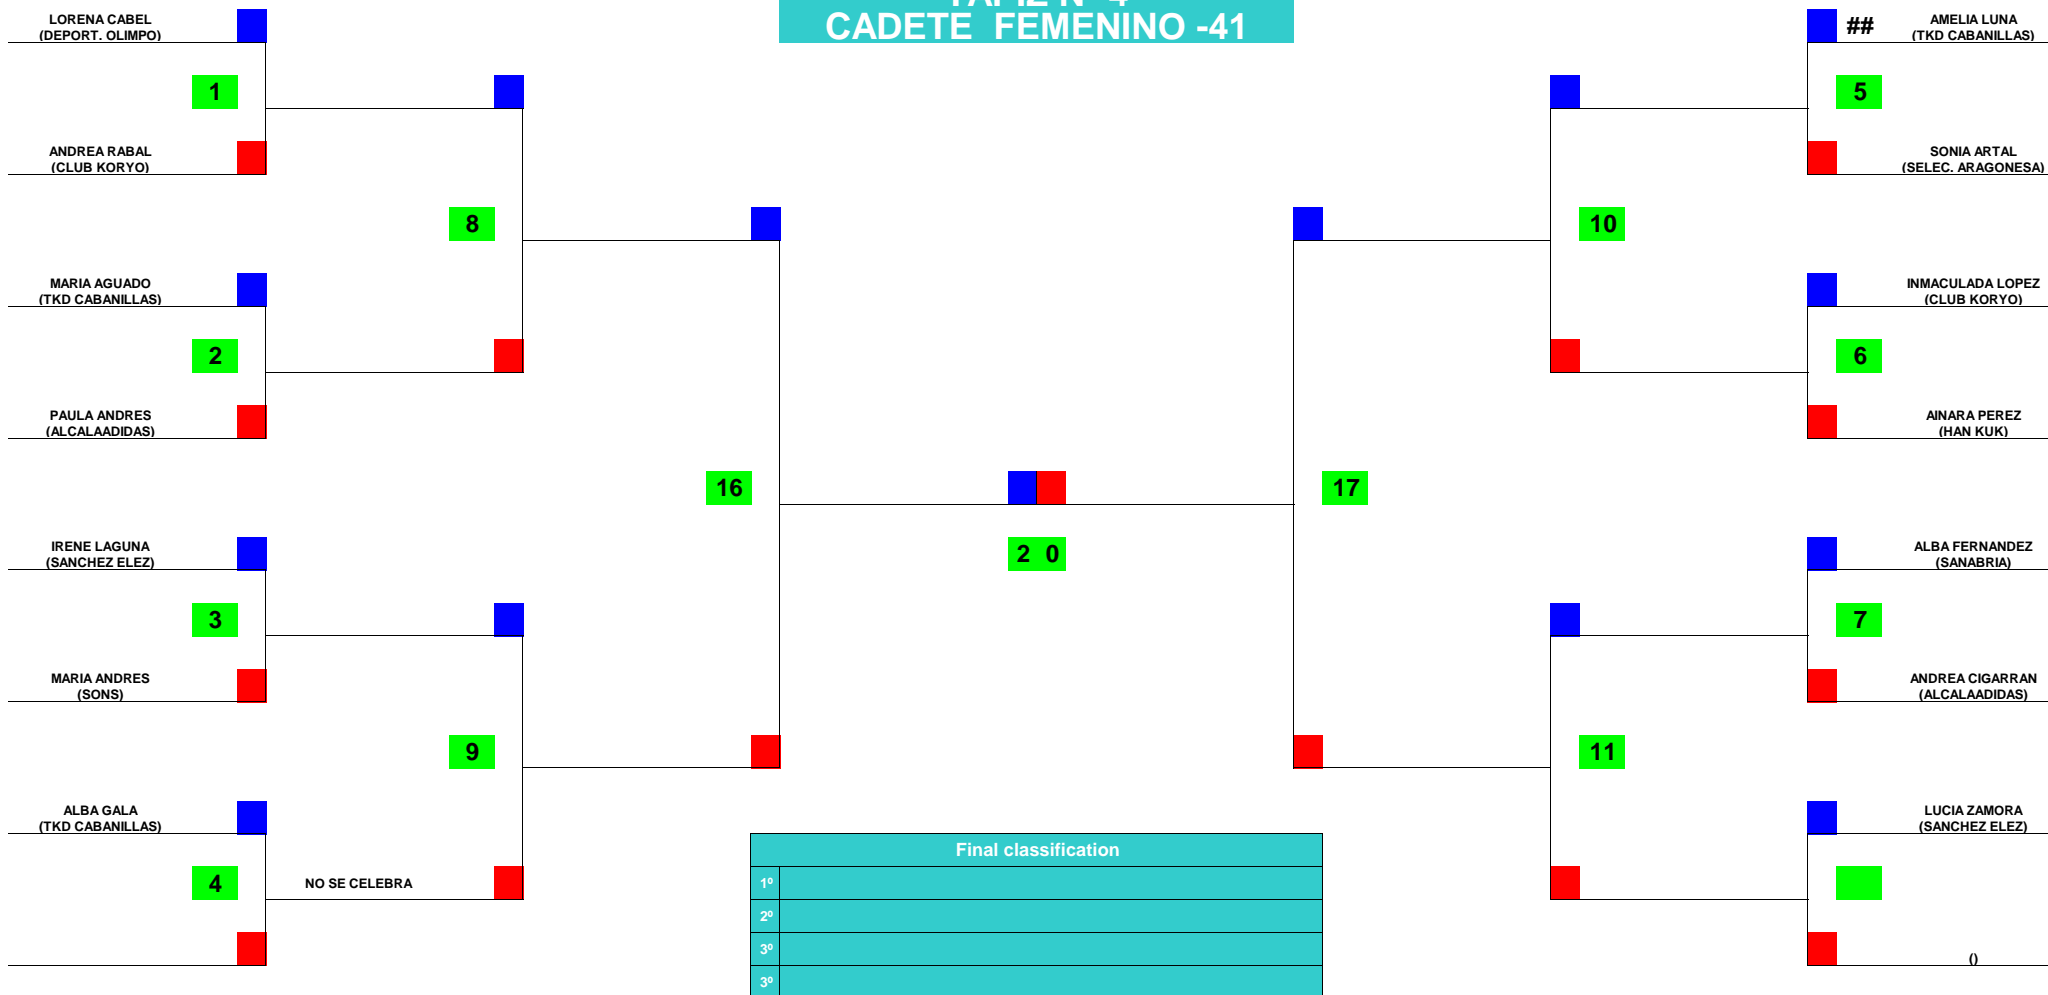 CADETE FEMENINO -41
LORENA CABEL
(DEPORT. OLIMPO)
1
ANDREA RABAL
(CLUB KORYO)
8
MARIA AGUADO
(TKD CABANILLAS)
2
PAULA ANDRES
(ALCALAADIDAS)
16
IRENE LAGUNA
(SANCHEZ ELEZ)
3
MARIA ANDRES
(SONS)
9
ALBA GALA
(TKD CABANILLAS)
4
NO SE CELEBRA
2 0
## AMELIA LUNA
(TKD CABANILLAS)
5
SONIA ARTAL
(SELEC. ARAGONESA)
10
INMACULADA LOPEZ
(CLUB KORYO)
6
AINARA PEREZ
(HAN KUK)
17
ALBA FERNANDEZ
(SANABRIA)
7
ANDREA CIGARRAN
(ALCALAADIDAS)
11
LUCIA ZAMORA
(SANCHEZ ELEZ)
()
Final classification
1º
2º
3º
3º